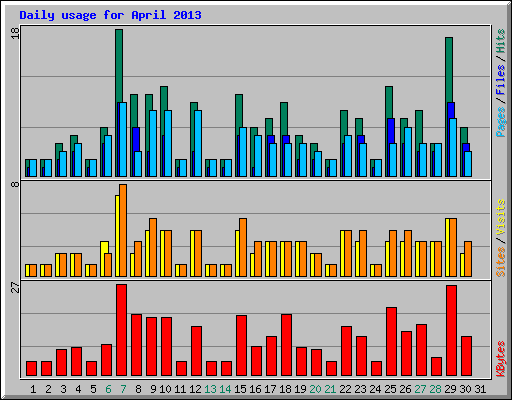 Daily usage for April 2013
18
8
27
Pages / Files / Hits
Sites / Visits
KBytes
1 2 3 4 5 6 7 8 9 10 11 12 13 14 15 16 17 18 19 20 21 22 23 24 25 26 27 28 29 30 31